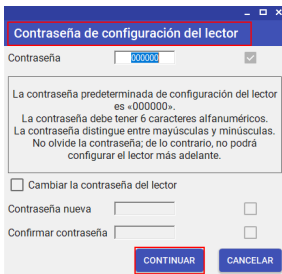 Contraseña de configuración del lector
Contraseña 000000
La contraseña predeterminada de configuración del lector
es «000000».
La contraseña debe tener 6 caracteres alfanuméricos.
La contraseña distingue entre mayúsculas y minúsculas.
No olvide la contraseña; de lo contrario, no podrá
configurar el lector más adelante.
Cambiar la contraseña del lector
Contraseña nueva
Confirmar contraseña
CONTINUAR CANCELAR